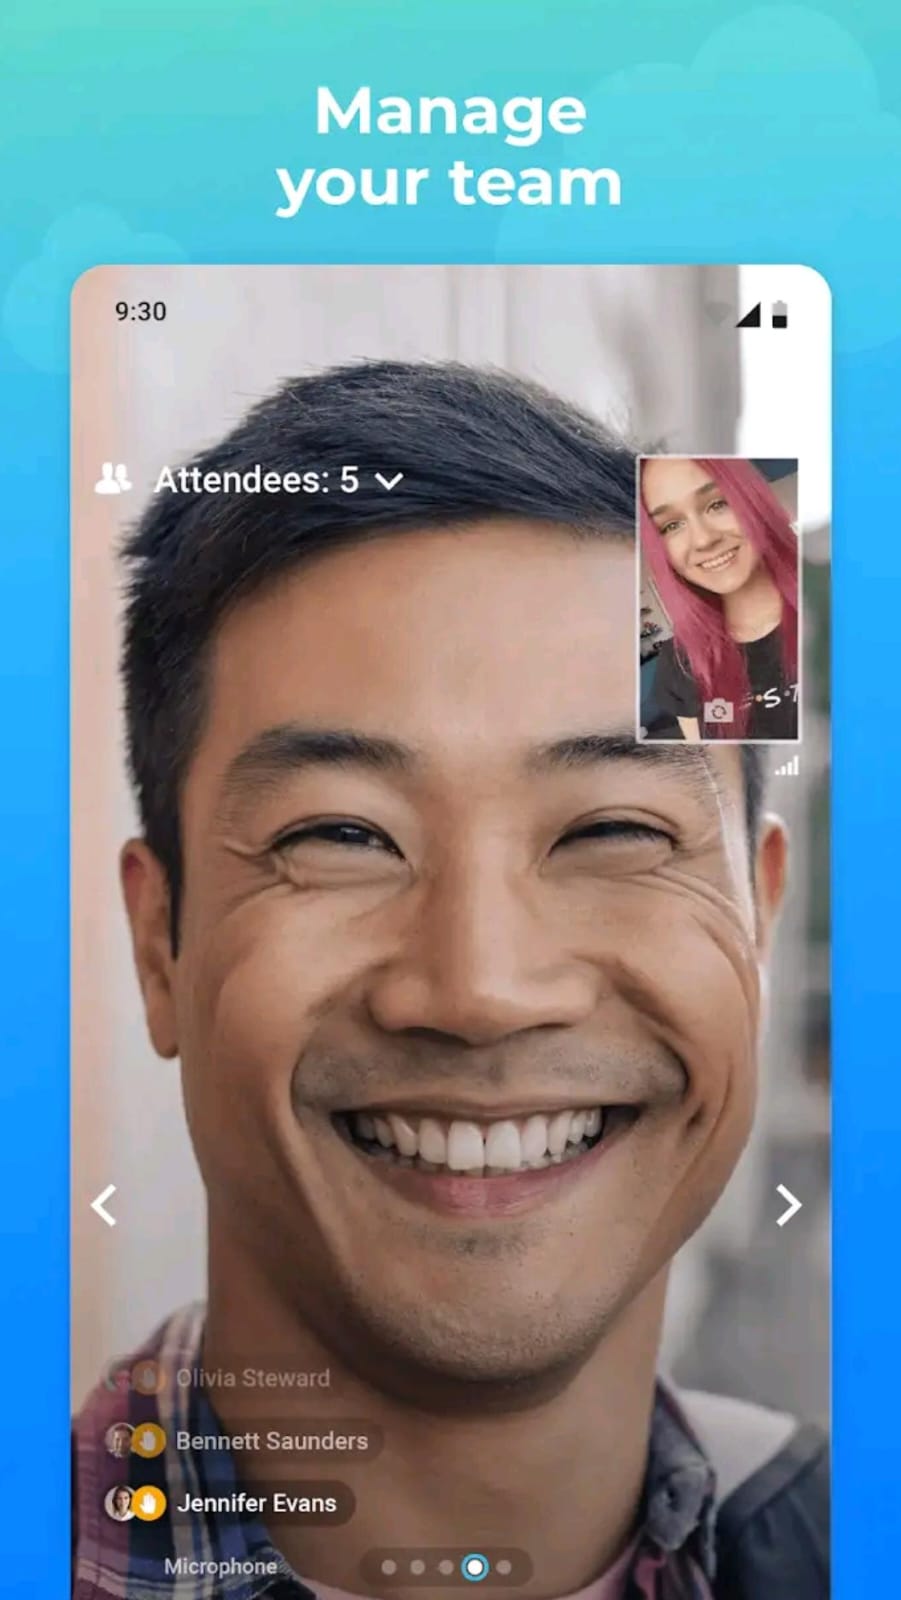 Manage
your team
9:30
Attendees: 5
Olivia Steward
Bennett Saunders
Jennifer Evans
Microphone